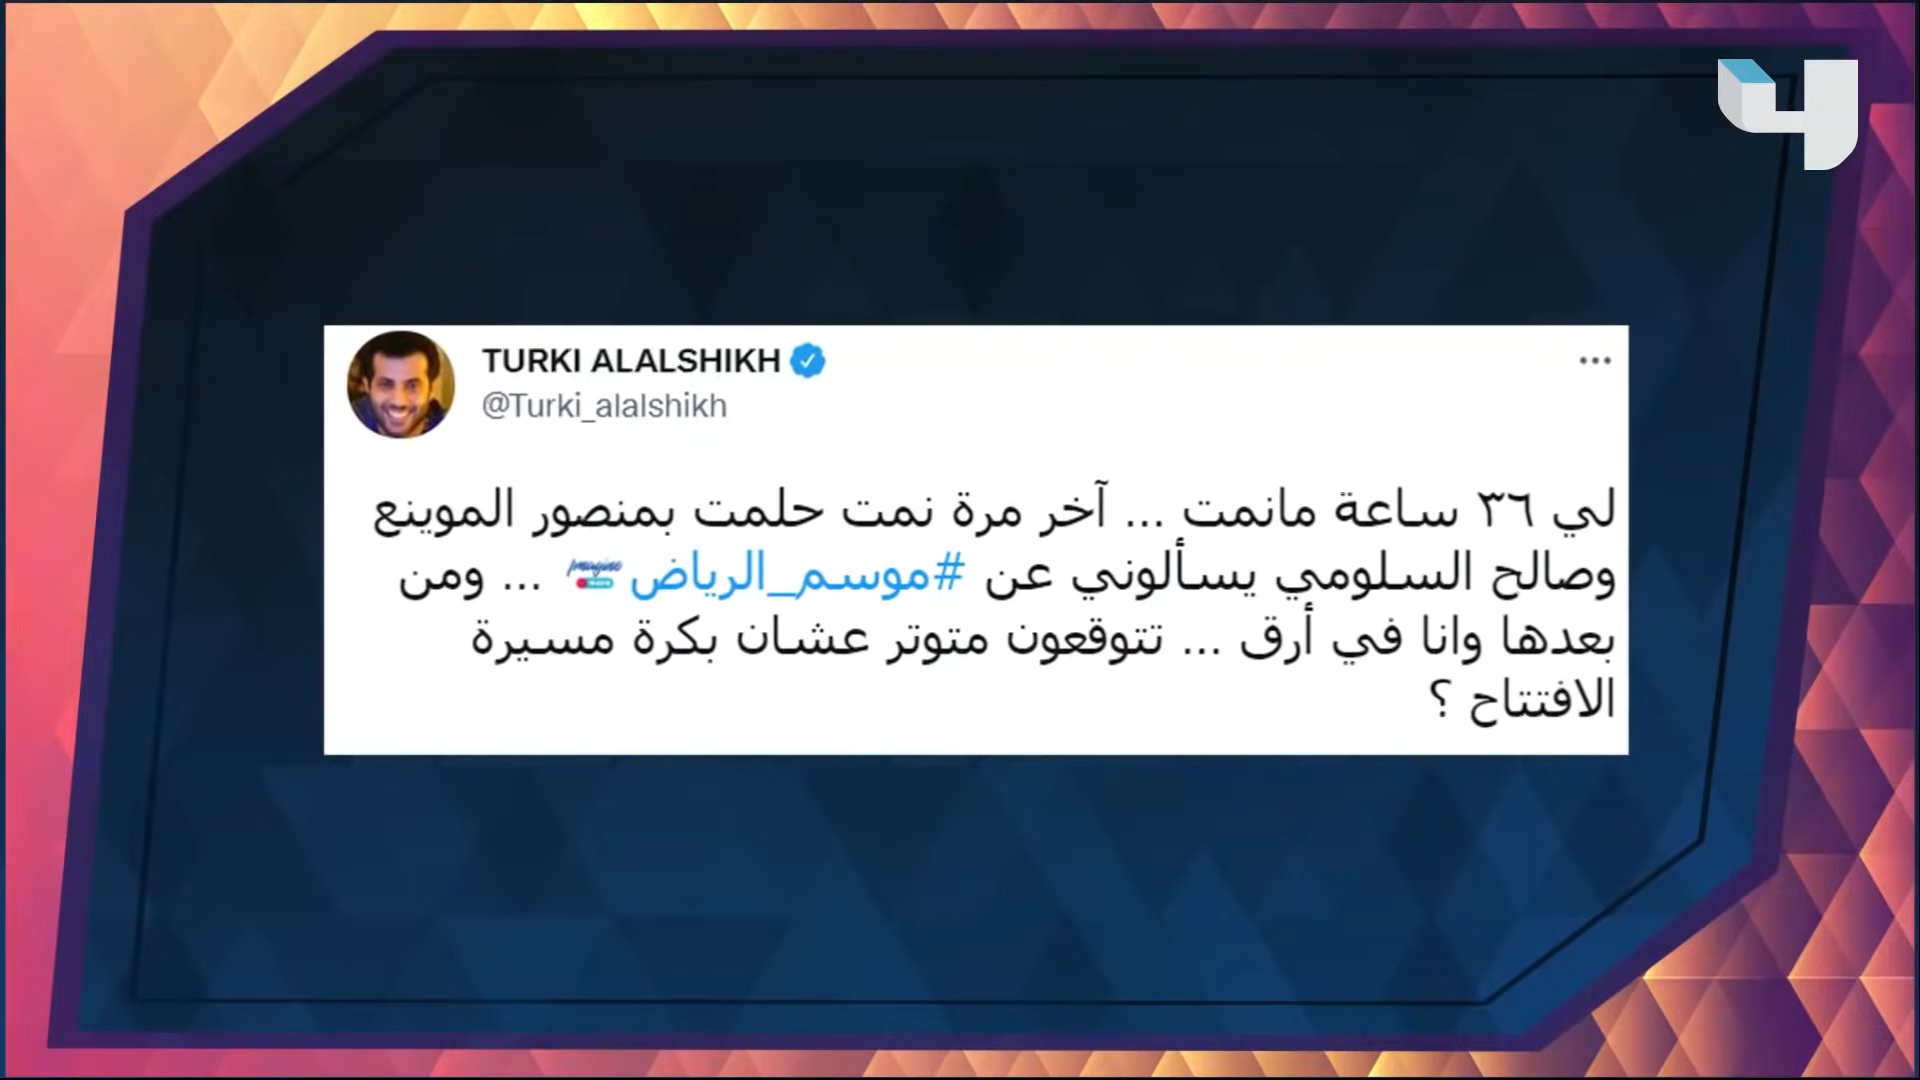 TURKI ALALSHIKH
@Turki_alalshikh
لي ٣٦ ساعة مانمت ... آخر مرة نمت حلمت بمنصور الموينع
وصالح السلومي يسألوني عن #موسم_الرياض ... ومن
بعدها وانا في أرق ... تتوقعون متوتر عشان بكرة مسيرة
الافتتاح ؟